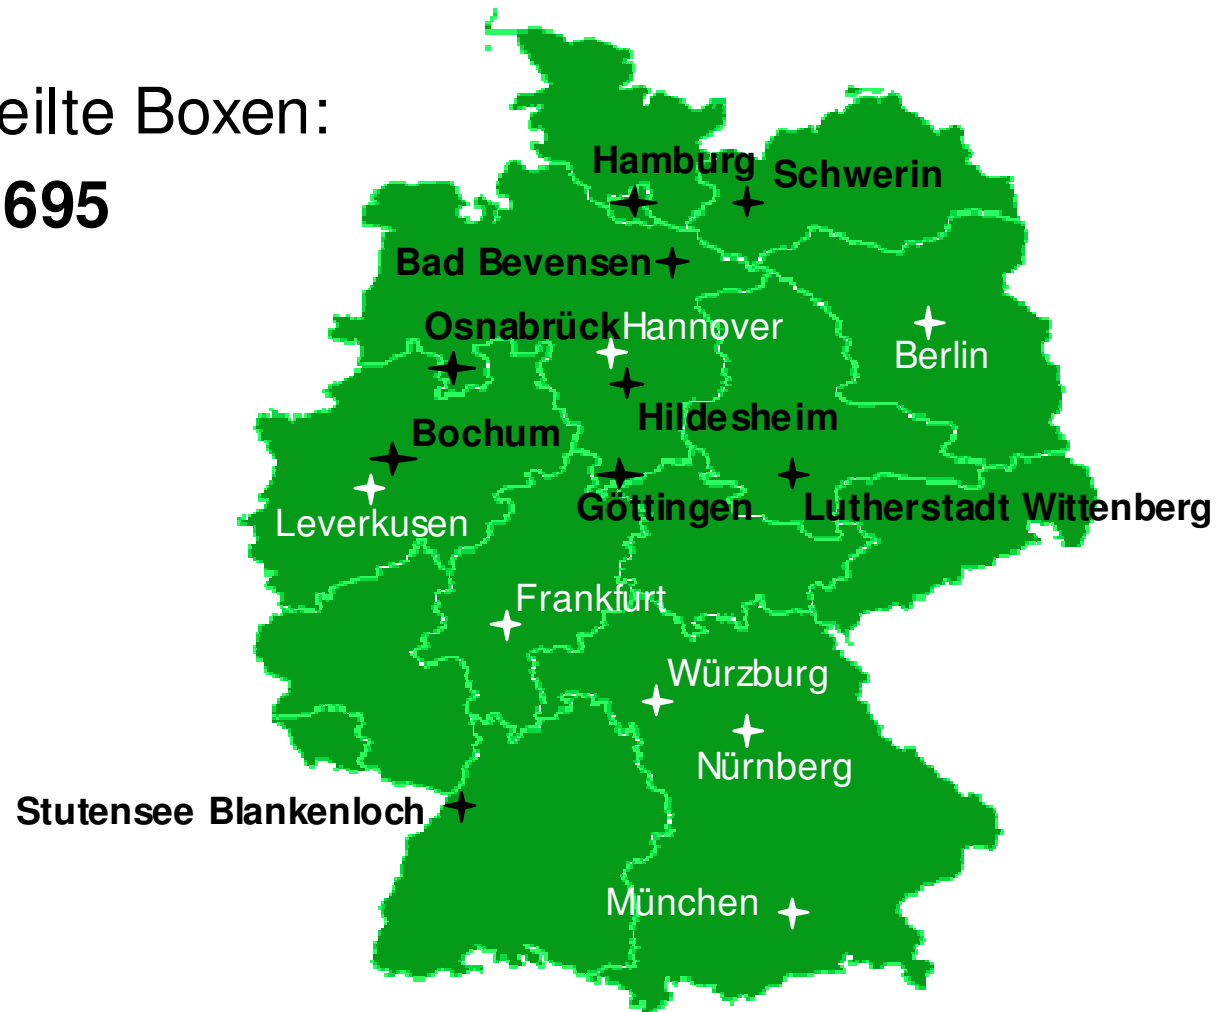 eilte Boxen:
695
Hamburg
Schwerin
Bad Bevensen
Osnabrück
Hannover
Berlin
Hildesheim
Bochum
Göttingen
Lutherstadt Wittenberg
Leverkusen
Frankfurt
Würzburg
Nürnberg
Stutensee Blankenloch
München